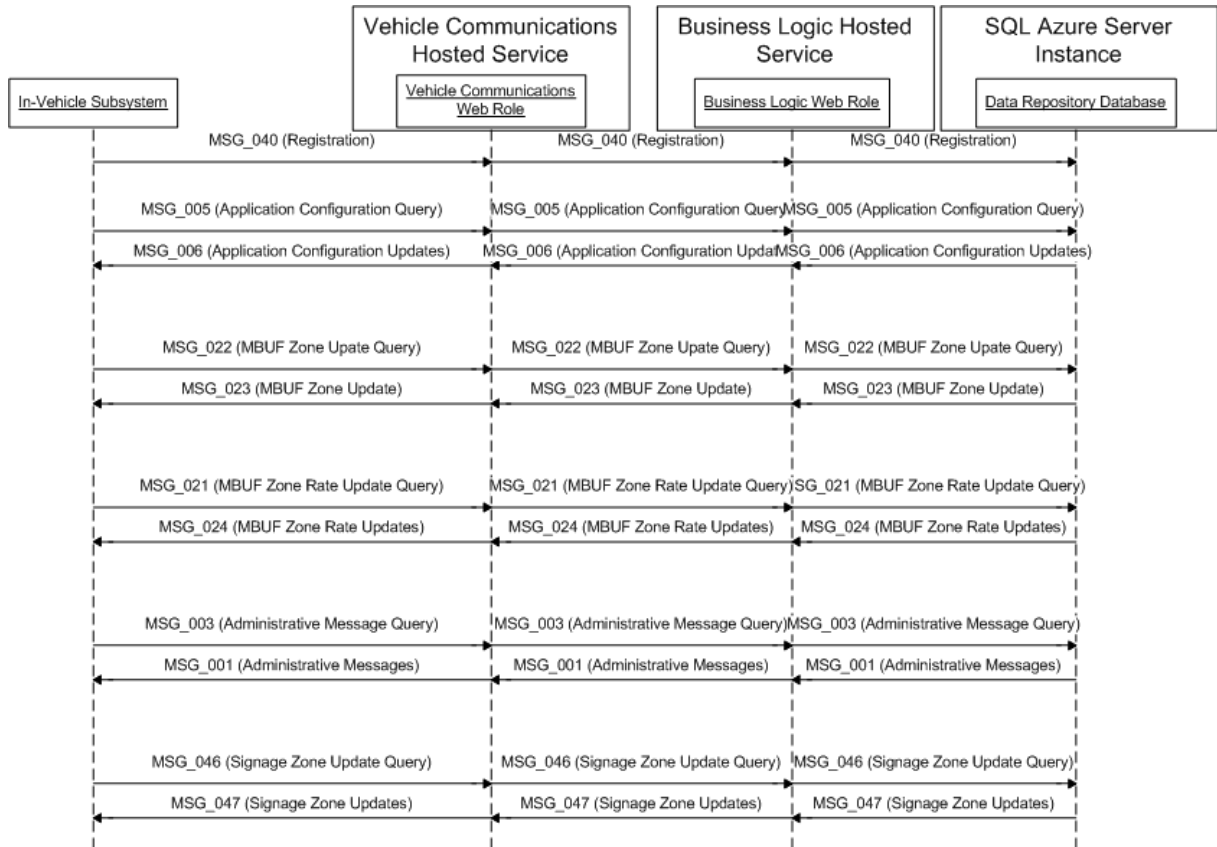 Vehicle Communications
Hosted Service
Business Logic Hosted
Service
SQL Azure Server
Instance
In-Vehicle Subsystem
Vehicle Communications
Web Role
Business Logic Web Role
Data Repository Database
MSG_040 (Registration) MSG_040 (Registration) MSG_040 (Registration)
MSG_005 (Application Configuration Query) MSG_005 (Application Configuration Query MSG_005 (Application Configuration Query)
MSG_006 (Application Configuration Updates) MSG_006 (Application Configuration Updat MSG_006 (Application Configuration Updates)
MSG_022 (MBUF Zone Upate Query) MSG_022 (MBUF Zone Upate Query) MSG_022 (MBUF Zone Upate Query)
MSG_023 (MBUF Zone Update) MSG_023 (MBUF Zone Update) MSG_023 (MBUF Zone Update)
MSG_021 (MBUF Zone Rate Update Query) MSG_021 (MBUF Zone Rate Update Query) SG_021 (MBUF Zone Rate Update Query)
MSG_024 (MBUF Zone Rate Updates) MSG_024 (MBUF Zone Rate Updates) MSG_024 (MBUF Zone Rate Updates)
MSG_003 (Administrative Message Query) MSG_003 (Administrative Message Query) MSG_003 (Administrative Message Query)
MSG_001 (Administrative Messages) MSG_001 (Administrative Messages) MSG_001 (Administrative Messages)
MSG_046 (Signage Zone Update Query) MSG_046 (Signage Zone Update Query) MSG_046 (Signage Zone Update Query)
MSG_047 (Signage Zone Updates) MSG_047 (Signage Zone Updates) MSG_047 (Signage Zone Updates)